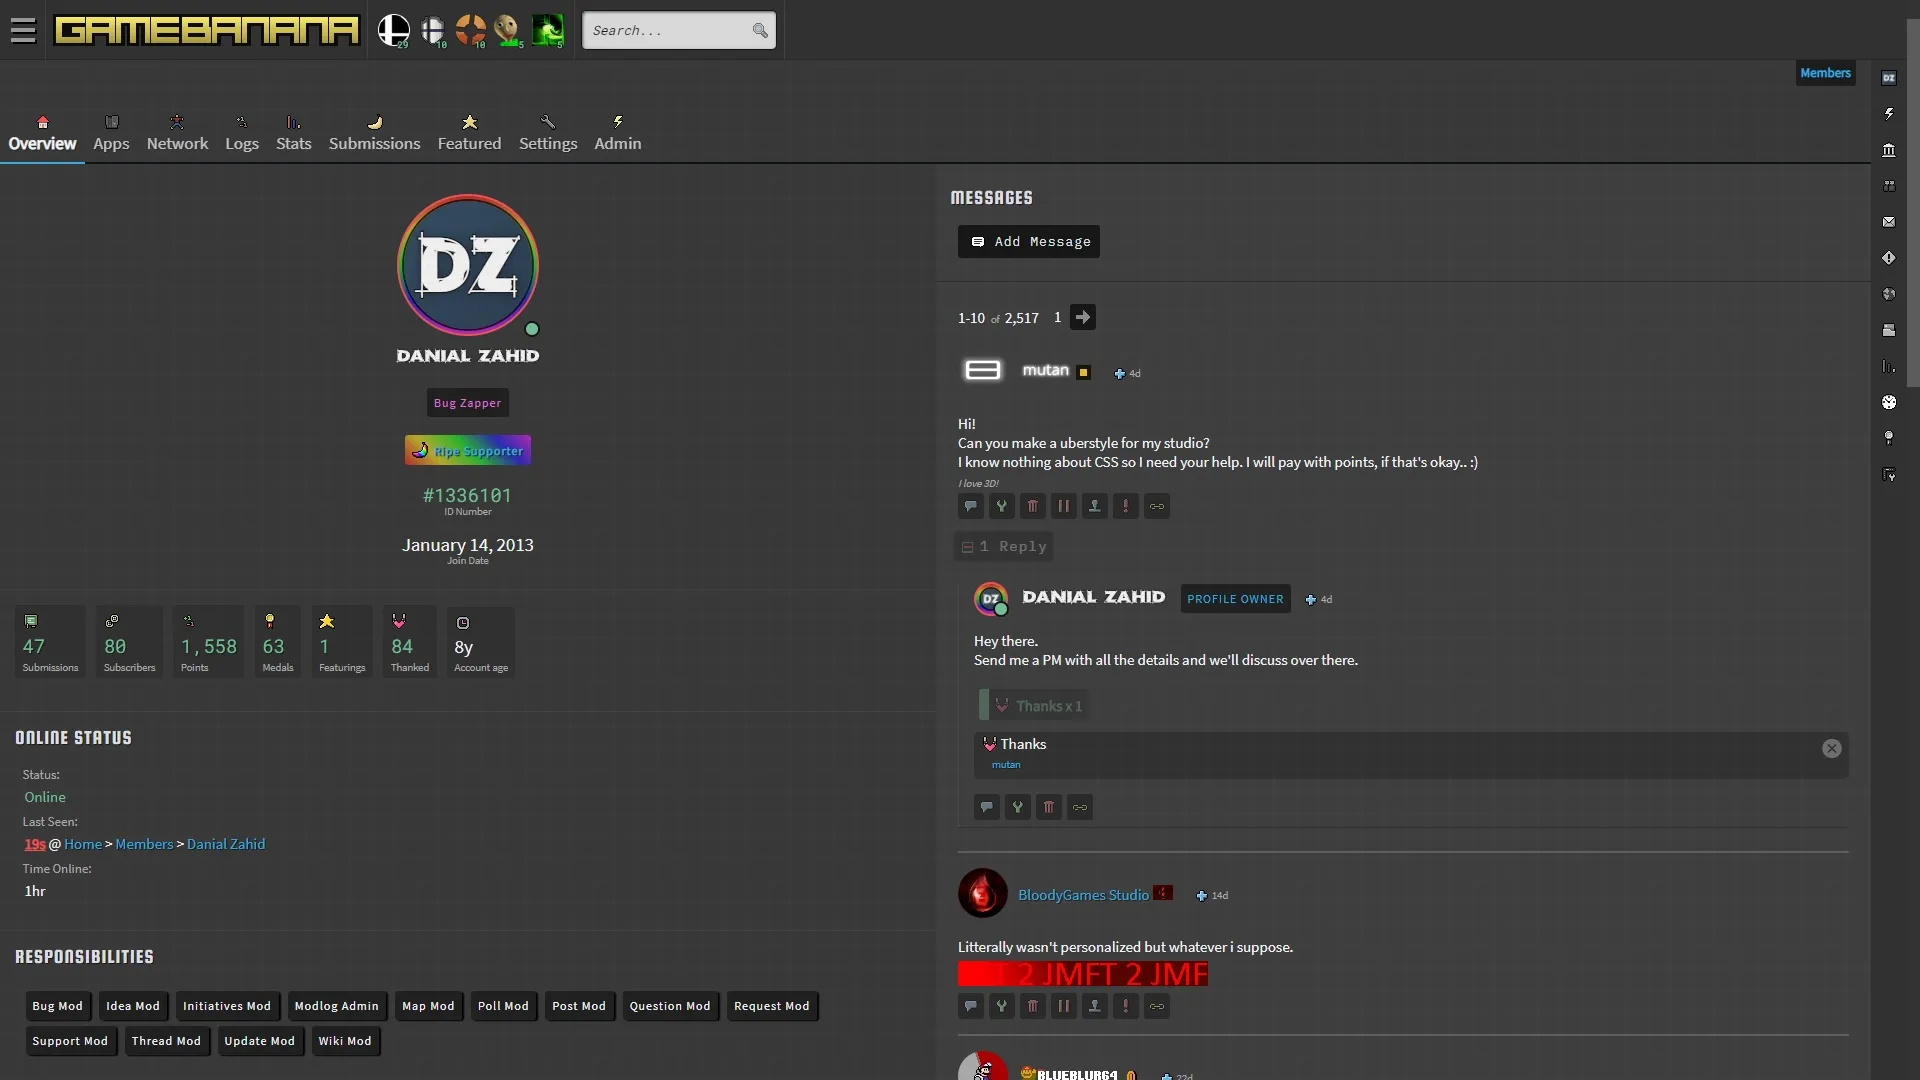 GAMEBANANA
29
10
10
5
5
Search...
Members
DZ
Overview
Apps
Network
Logs
Stats
Submissions
Featured
Settings
Admin
DZ
DANIAL ZAHID
Bug Zapper
Ripe Supporter
#1336101
ID Number
January 14, 2013
Join Date
47
Submissions
80
Subscribers
1,558
Points
63
Medals
1
Featurings
84
Thanked
8y
Account age
ONLINE STATUS
Status:
Online
Last Seen:
19s @ Home > Members > Danial Zahid
Time Online:
1hr
RESPONSIBILITIES
Bug Mod
Idea Mod
Initiatives Mod
Modlog Admin
Map Mod
Poll Mod
Post Mod
Question Mod
Request Mod
Support Mod
Thread Mod
Update Mod
Wiki Mod
MESSAGES
Add Message
1-10 of 2,517 1
mutan 4d
Hi!
Can you make a uberstyle for my studio?
I know nothing about CSS so I need your help. I will pay with points, if that's okay.. :)
I love 3D!
1 Reply
DZ
DANIAL ZAHID PROFILE OWNER 4d
Hey there.
Send me a PM with all the details and we'll discuss over there.
Thanks x 1
Thanks
mutan
BloodyGames Studio 14d
Litterally wasn't personalized but whatever i suppose.
2 JMFT 2 JMF
BLUEBLUR64 22d